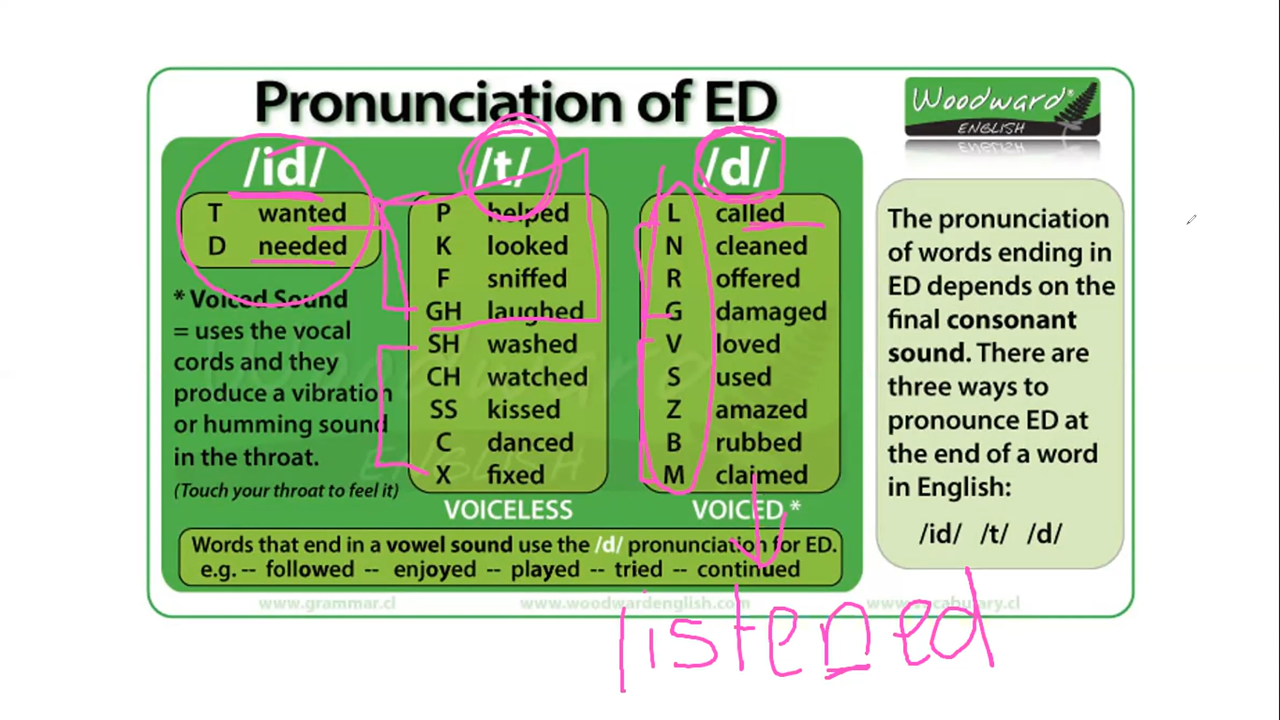 Pronunciation of ED
Woodward®
ENGLISH
/id/
T wanted
D needed
* Voiced Sound
= uses the vocal
cords and they
produce a vibration
or humming sound
in the throat.
(Touch your throat to feel it)
/t/
P helped
K looked
F sniffed
GH laughed
SH washed
CH watched
SS kissed
C danced
X fixed
VOICELESS
/d/
L called
N cleaned
R offered
G damaged
V loved
S used
Z amazed
B rubbed
M claimed
VOICED *
Words that end in a vowel sound use the /d/ pronunciation for ED.
e.g. -- followed -- enjoyed -- played -- tried -- continued
The pronunciation
of words ending in
ED depends on the
final consonant
sound. There are
three ways to
pronounce ED at
the end of a word
in English:
/id/ /t/ /d/
www.grammar.cl www.woodwardenglish.com www.vocabulary.cl
listened